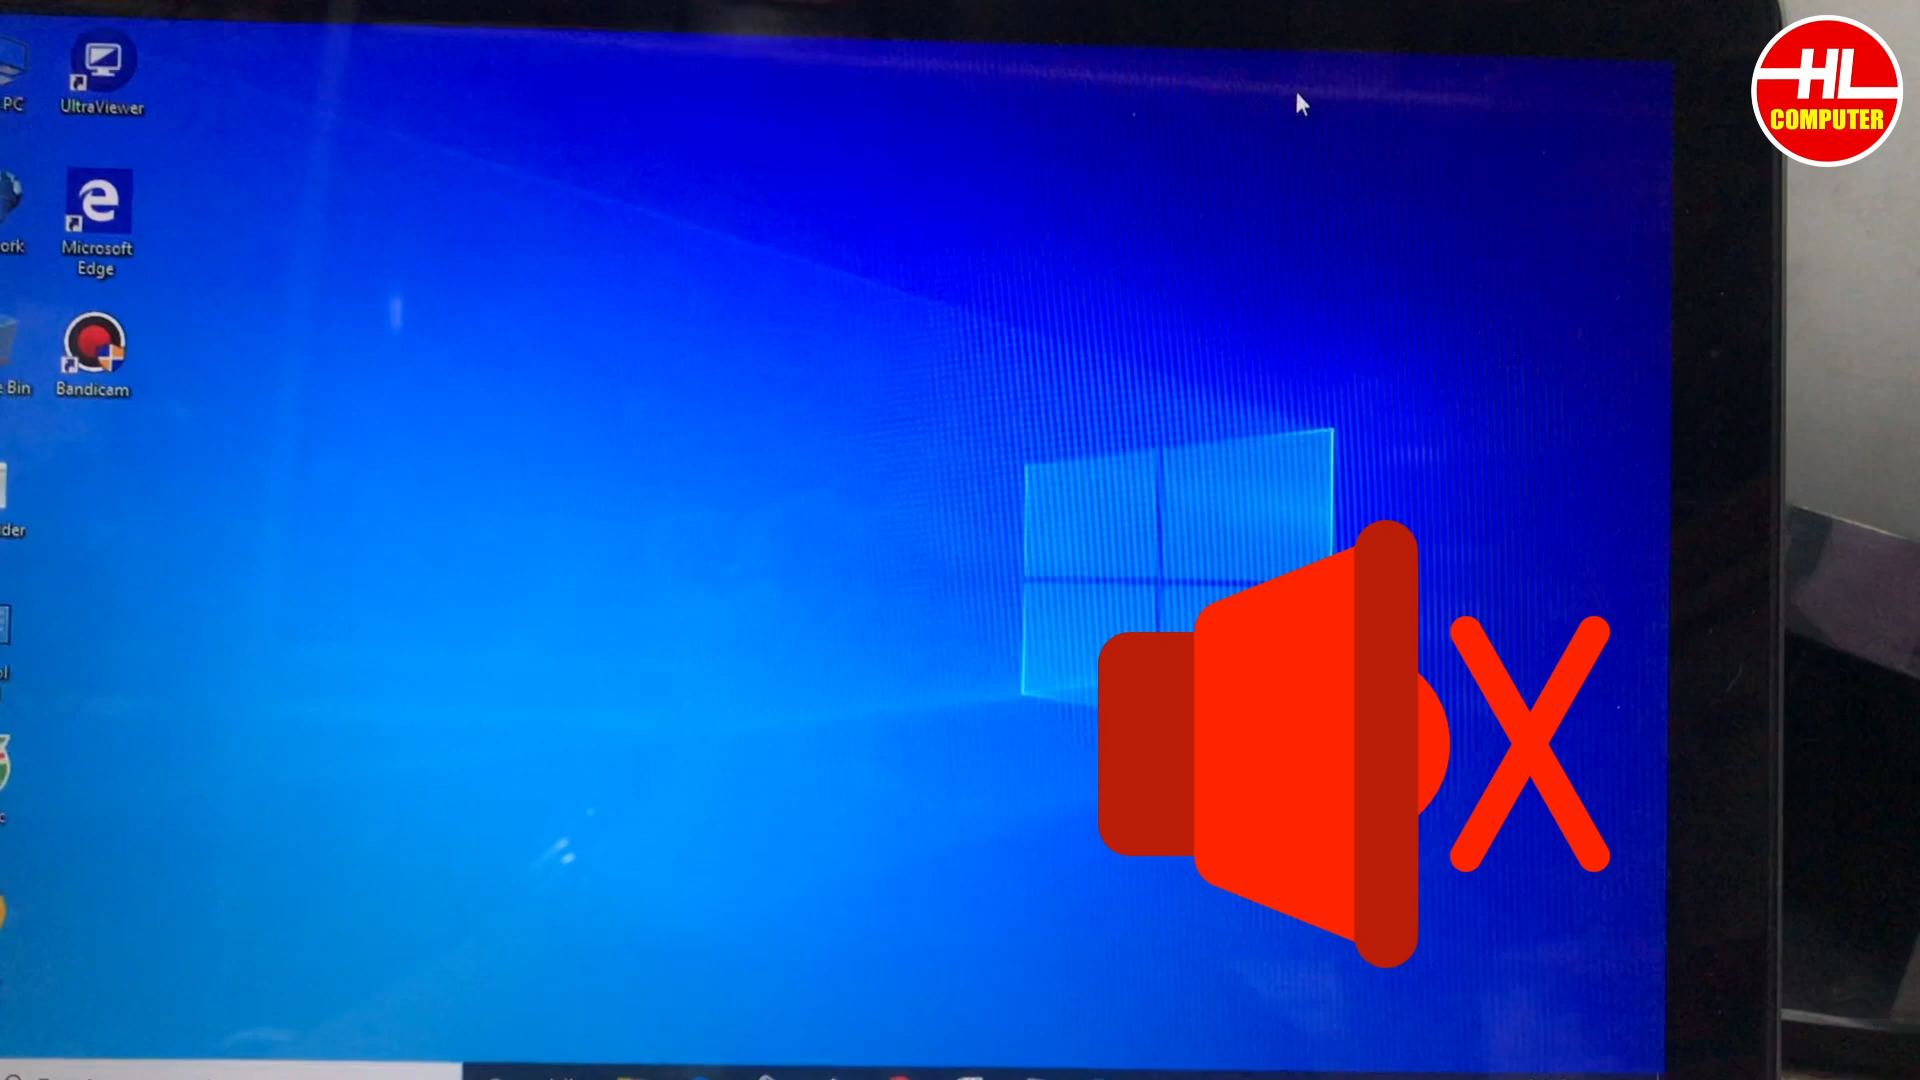 PC
UltraViewer
ork
Microsoft
Edge
Bin
Bandicam
der
HL
COMPUTER